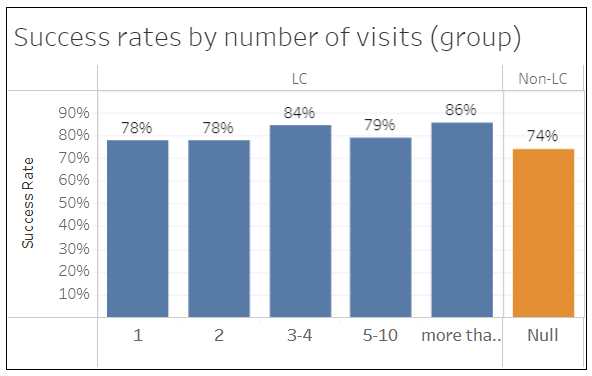 Success rates by number of visits (group)
LC Non-LC
Success Rate
90%
80%
70%
60%
50%
40%
30%
20%
10%
78% 78% 84% 79% 86% 74%
1 2 3-4 5-10 more tha.. Null